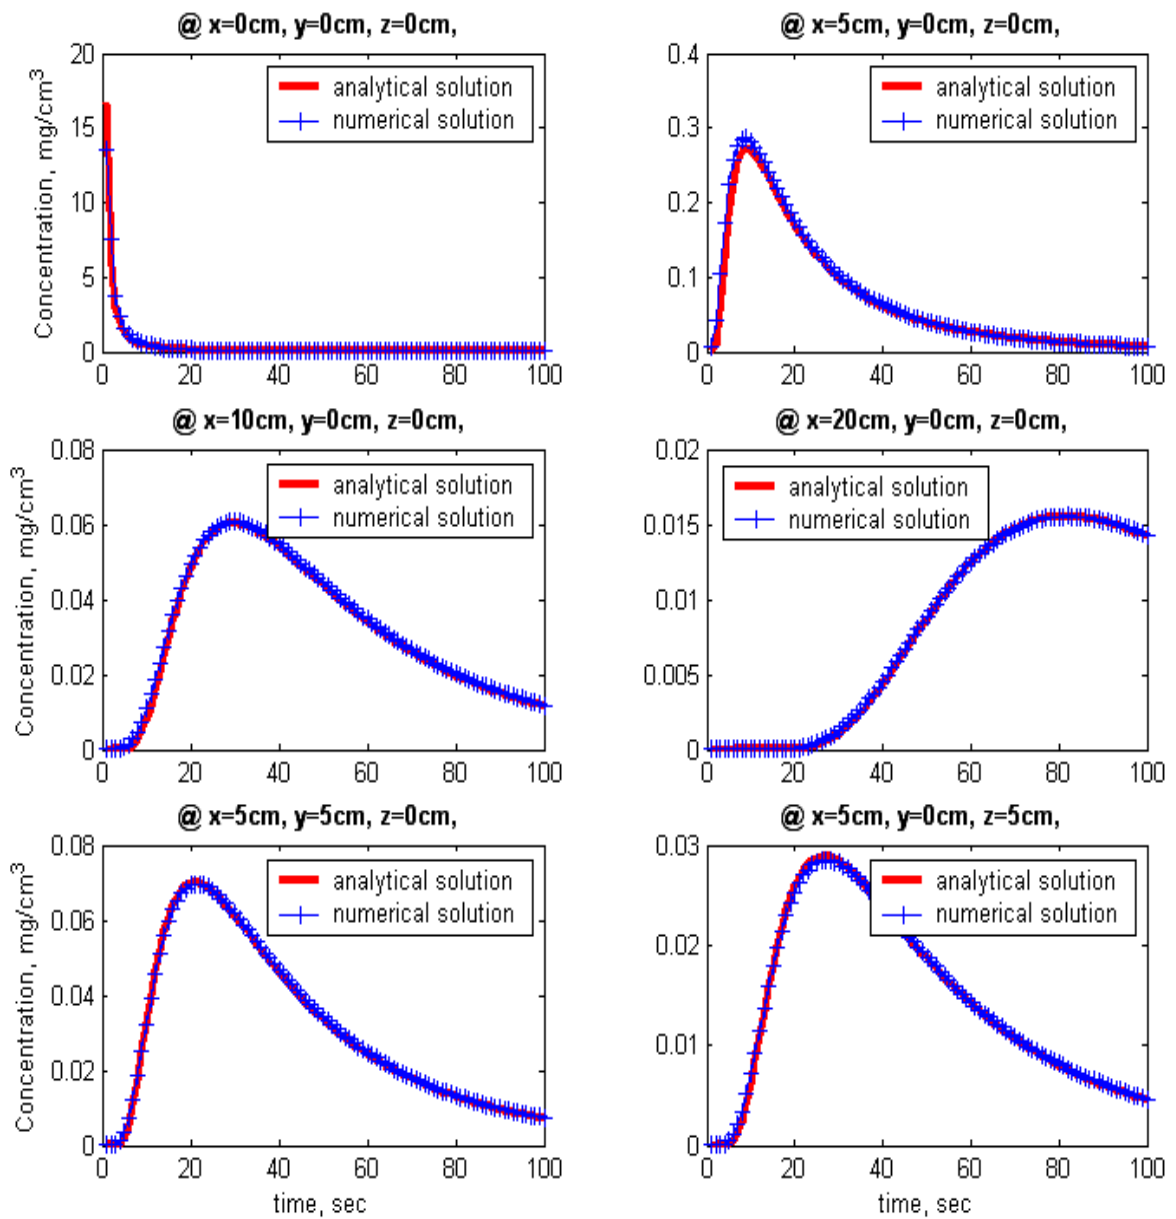 @ x=0cm, y=0cm, z=0cm,
20
15
10
5
0
Concentration, mg/cm3
analytical solution
numerical solution
0 20 40 60 80 100
@ x=5cm, y=0cm, z=0cm,
0.4
0.3
0.2
0.1
0
analytical solution
numerical solution
0 20 40 60 80 100
@ x=10cm, y=0cm, z=0cm,
0.08
0.06
0.04
0.02
0
Concentration, mg/cm3
analytical solution
numerical solution
0 20 40 60 80 100
@ x=20cm, y=0cm, z=0cm,
0.02
0.015
0.01
0.005
0
analytical solution
numerical solution
0 20 40 60 80 100
@ x=5cm, y=5cm, z=0cm,
0.08
0.06
0.04
0.02
0
Concentration, mg/cm3
analytical solution
numerical solution
0 20 40 60 80 100
time, sec
@ x=5cm, y=0cm, z=5cm,
0.03
0.02
0.01
0
analytical solution
numerical solution
0 20 40 60 80 100
time, sec